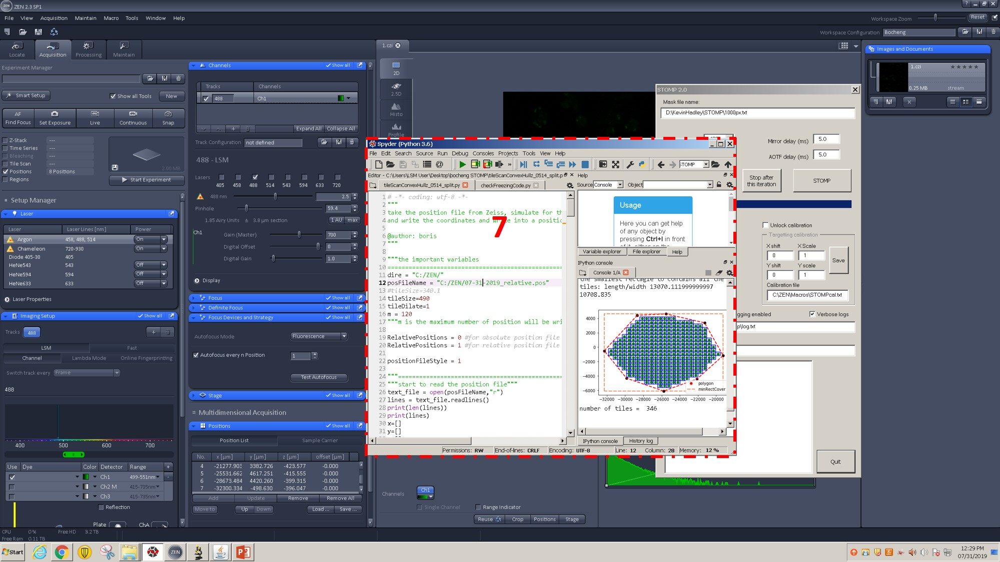 ZEN ZEN 2.3 SP1
File View Acquisition Maintain Macro Tools Window Help
Workspace Zoom Reset
Workspace Configuration Bocheng
Locate Acquisition Processing Maintain
Experiment Manager
Smart Setup Show all Tools New
AF
Find Focus Set Exposure Live Continuous Snap
Z-Stack ---
Time Series ---
Bleaching ---
Tile Scan ---
Positions 8 Positions
Regions
2.00 MB
Start Experiment
Setup Manager
Laser
Laser Laser Lines [nm] Power
Argon 458, 488, 514 On
Chameleon 720-930 On
Diode 405-30 405
HeNe543 543 Off
HeNe594 594 Off
HeNe633 633 Off
Laser Properties
Imaging Setup Show all
Tracks 488
LSM Fast
Channel Lambda Mode Online Fingerprinting
Switch track every Frame
488
400 500 600 700
Use Dye Color Detector Range
Ch1 499-551nm
Ch2 M 415-735nm
Ch3 415-735nm
Reflection
Plate ChA
CPU 0% Free HD 3.2 TB
Free Ram 0.11 TB
Channels Show all
Tracks Channels
488 Ch1
Expand All Collapse All
Track Configuration not defined
488 - LSM
Lasers
405 458 488 514 543 594 633 720
488 nm 2.5
Pinhole 59.4
1.85 Airy Units ≙ 3.8 µm section 1 AU max
Ch1
Gain (Master) 700
Digital Offset 0
Digital Gain 1.0
Display
Focus Show all
Definite Focus Show all
Focus Devices and Strategy Show all
Autofocus Mode Fluorescence
Autofocus every n Position 1
Test Autofocus
Stage Show all
Multidimensional Acquisition
Positions Show all
Position List Sample Carrier
No. x [µm] y [µm] z [µm] offset [µm]
4 -21277.903 3382.726 -423.577 -0.000
5 -25531.662 4617.251 -415.555 -0.000
6 -28673.484 4420.260 -399.315 -0.000
7 -32300.334 -498.630 -396.047 -0.000
Add Update Remove Remove All
Move to Up Down Load ... Save ...
1.czi
2D
2.5D
Histo
Profile
Channels Ch1
Single Channel Range Indicator
Reuse Crop Positions Stage
Spyder (Python 3.6)
File Edit Search Source Run Debug Consoles Projects Tools View Help
STOMP
Editor - C:\Users\LSM User\Desktop\bocheng STOMP\tileScanConvexHullz_0514_split.p
tileScanConvexHullz_0514_split.py checkFreezingCode.py
1 # -*- coding: utf-8 -*-
2 """
3 take the position file from Zeiss, simulate for th
4 and write the coordinates and write into a positio
5
6 @author: boris
7 """
8
9 """the important variables
10 =============================================
11 dire = "C:/ZEN/"
12 posFileName = "C:/ZEN/07-31-2019_relative.pos"
13 #tileSize=340.1
14 tileSize=490
15 tileDilate=1
16 m = 120
17 """m is the maximum number of position will be wri
18
19 RelativePositions = 0 #for absolute position file
20 RelativePositions = 1 #for relative position file
21
22 positionFileStyle = 1
23
24 """==========================================
25 """start to read the position file"""
26 text_file = open(posFileName,"r")
27 lines = text_file.readlines()
28 print(len(lines))
29 print(lines)
30 x=[]
31 y=[]
7
Help
Source Console Object
Usage
Here you can get help
of any object by
pressing Ctrl+I in front
of it, either on the
Variable explorer File explorer Help
IPython console
Console 1/A
the smallest rectagle to contains all the
tiles: length/width 13070.111999999997
10708.835
4000
2000
0
−2000
−4000
−6000
polygon
minRectCover
−32000 −30000 −28000 −26000 −24000 −22000 −20000
number of tiles = 346
IPython console History log
Permissions: RW End-of-lines: CRLF Encoding: UTF-8 Line: 12 Column: 28 Memory: 12 %
STOMP 2.0
Mask file name:
D:\KevinHadley\STOMP\1000px.txt
Mirror delay (ms) 5.0
AOTF delay (ms) 5.0
Stop after
this iteration
STOMP
Unlock calibration
Targetting calibration
X shift X Scale
0 1
Y shift Y scale
0 1
Save
Calibration file
C:\ZEN\Macros\STOMPcal.txt
gging enabled Verbose logs
p\log.txt
Quit
Images and Documents
1.czi
0.25 MB stream
Start ZEN
12:29 PM
07/31/2019